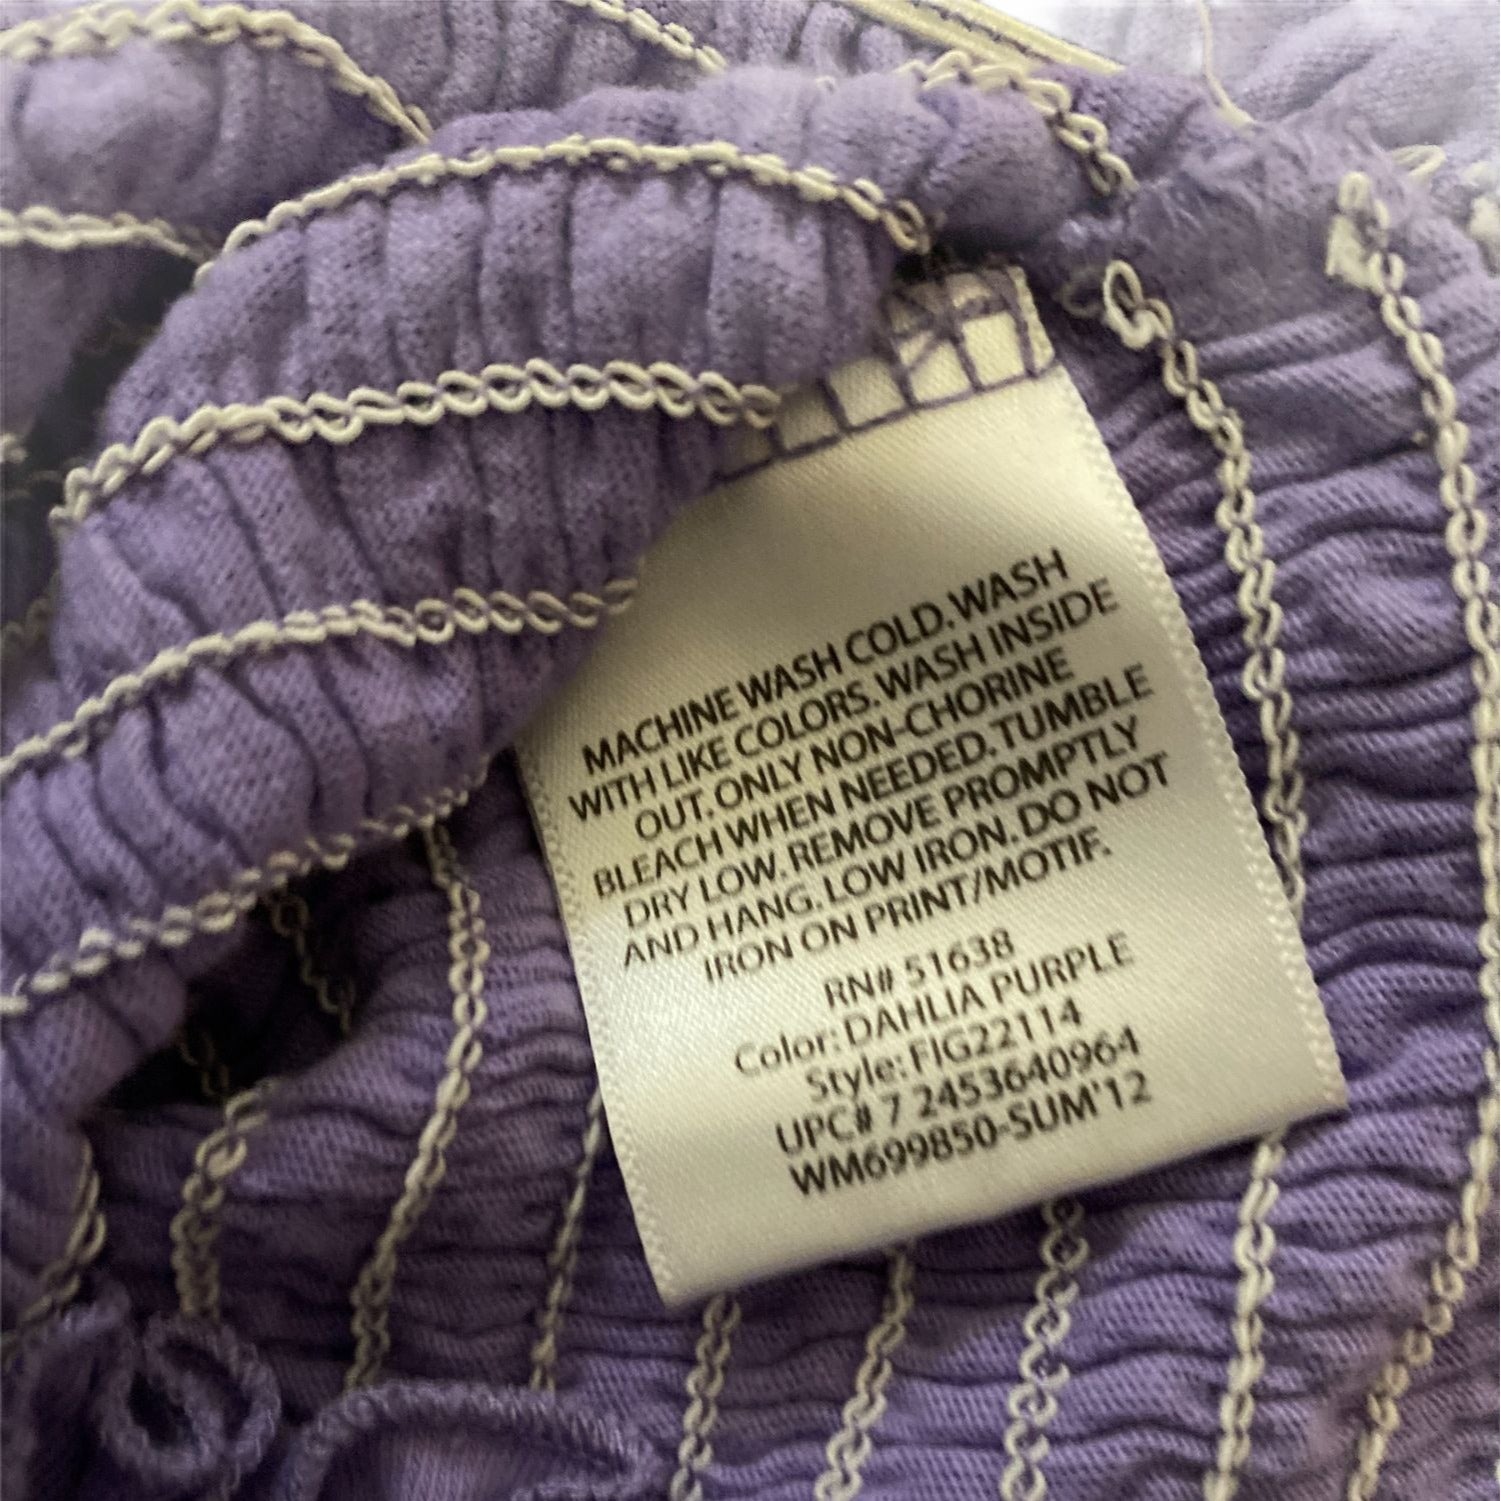 MACHINE WASH COLD. WASH
WITH LIKE COLORS. WASH INSIDE
OUT. ONLY NON-CHORINE
BLEACH WHEN NEEDED. TUMBLE
DRY LOW. REMOVE PROMPTLY
AND HANG. LOW IRON. DO NOT
IRON ON PRINT/MOTIF.
RN# 51638
Color: DAHLIA PURPLE
Style: FIG22114
UPC# 7 2453640964
WM699850-SUM'12